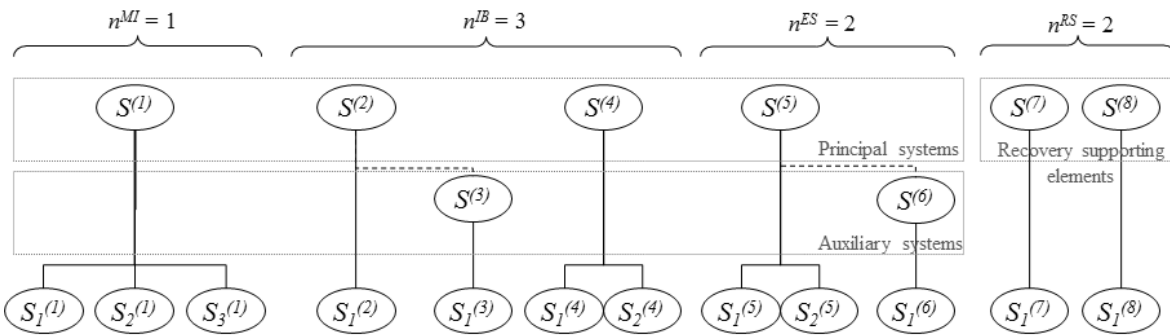 n^{MI} = 1 n^{IB} = 3 n^{ES} = 2 n^{RS} = 2
S^{(1)} S^{(2)} S^{(4)} S^{(5)} S^{(7)} S^{(8)}
Principal systems Recovery supporting
elements
S^{(3)} S^{(6)}
Auxiliary systems
S_1^{(1)} S_2^{(1)} S_3^{(1)} S_1^{(2)} S_1^{(3)} S_1^{(4)} S_2^{(4)} S_1^{(5)} S_2^{(5)} S_1^{(6)} S_1^{(7)} S_1^{(8)}